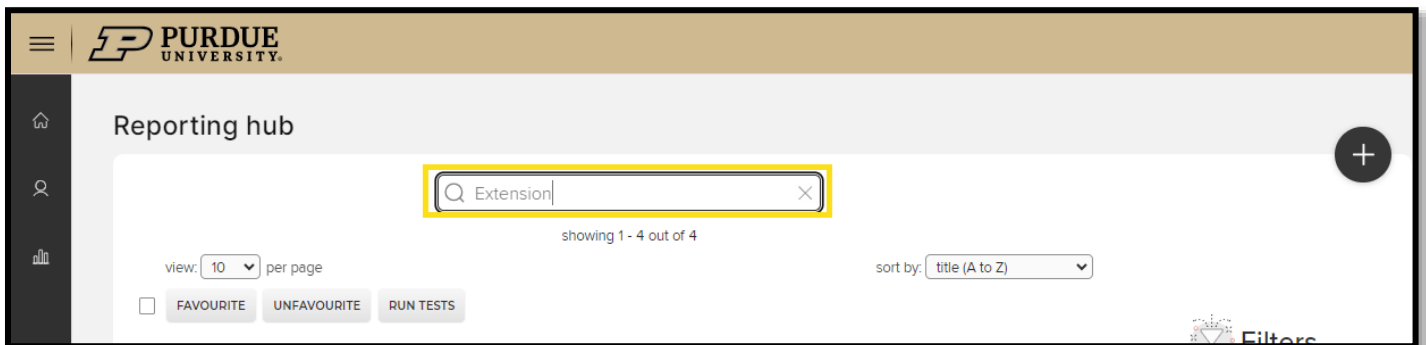 PURDUE
UNIVERSITY®
Reporting hub
Extension
showing 1 - 4 out of 4
view: 10 per page
sort by: title (A to Z)
FAVOURITE UNFAVOURITE RUN TESTS
Filters